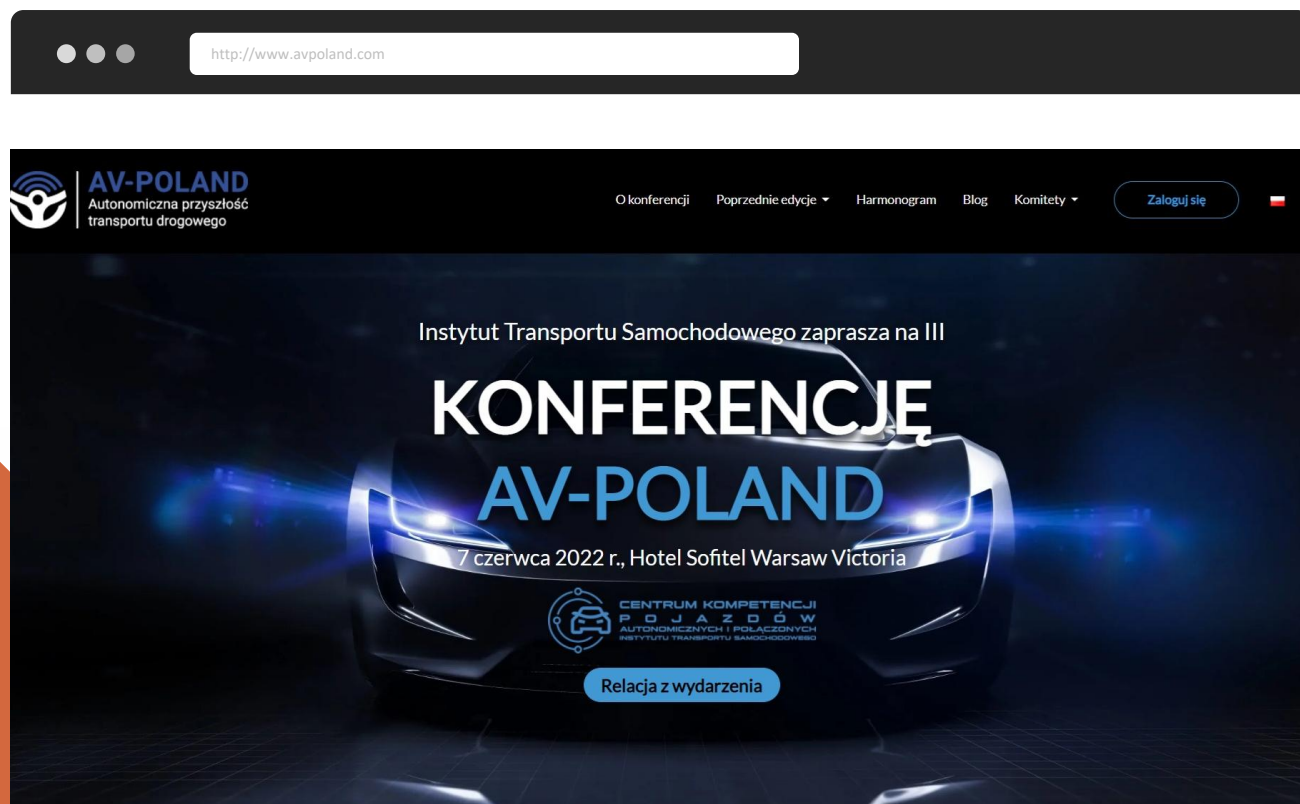 http://www.avpoland.com
AV-POLAND
Autonomiczna przyszłość
transportu drogowego
O konferencji Poprzednie edycje Harmonogram Blog Komitety Zaloguj się
Instytut Transportu Samochodowego zaprasza na III
KONFERENCJĘ
AV-POLAND
7 czerwca 2022 r., Hotel Sofitel Warsaw Victoria
CENTRUM KOMPETENCJI
POJAZDÓW
AUTONOMICZNYCH I POŁĄCZONYCH
INSTYTUTU TRANSPORTU SAMOCHODOWEGO
Relacja z wydarzenia